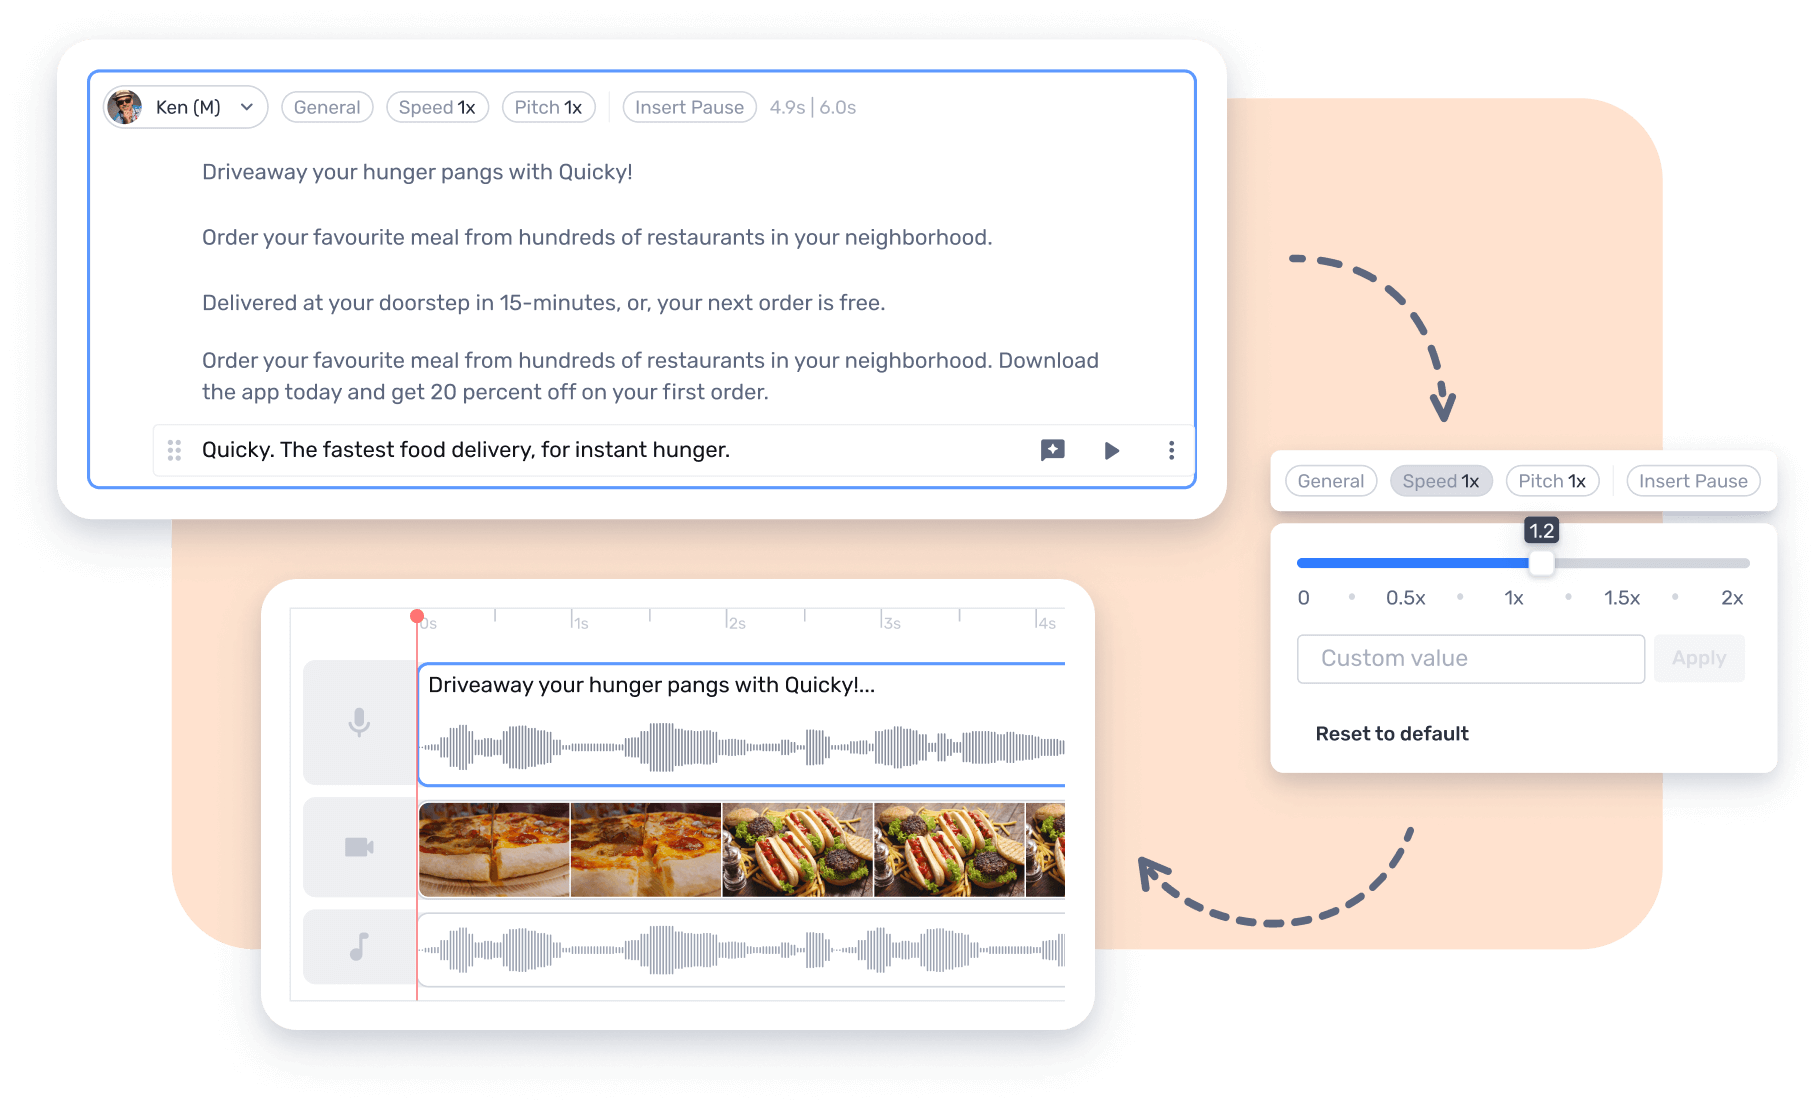 Ken (M) General Speed 1x Pitch 1x Insert Pause 4.9s | 6.0s
Driveaway your hunger pangs with Quicky!
Order your favourite meal from hundreds of restaurants in your neighborhood.
Delivered at your doorstep in 15-minutes, or, your next order is free.
Order your favourite meal from hundreds of restaurants in your neighborhood. Download
the app today and get 20 percent off on your first order.
Quicky. The fastest food delivery, for instant hunger.
General Speed 1x Pitch 1x Insert Pause
1.2
0 0.5x 1x 1.5x 2x
Custom value Apply
Reset to default
0s 1s 2s 3s 4s
Driveaway your hunger pangs with Quicky!...